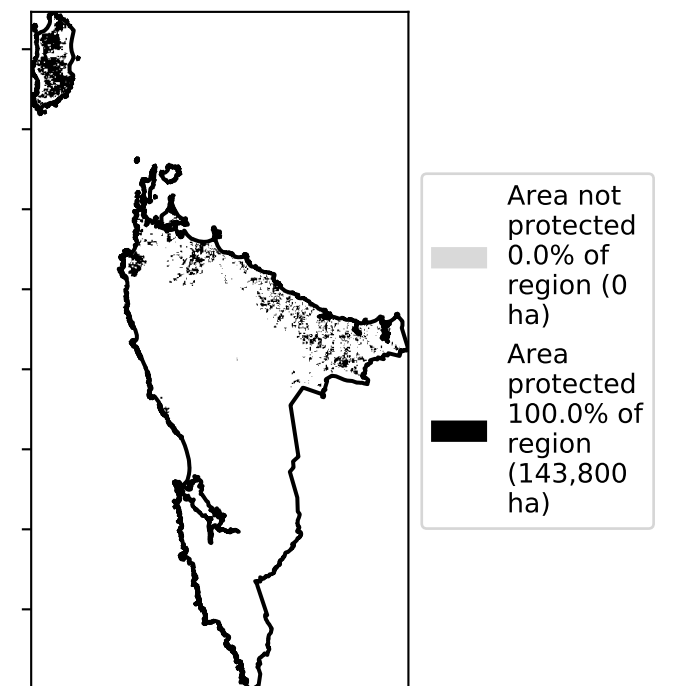 Area not
protected
0.0% of
region (0
ha)
Area
protected
100.0% of
region
(143,800
ha)